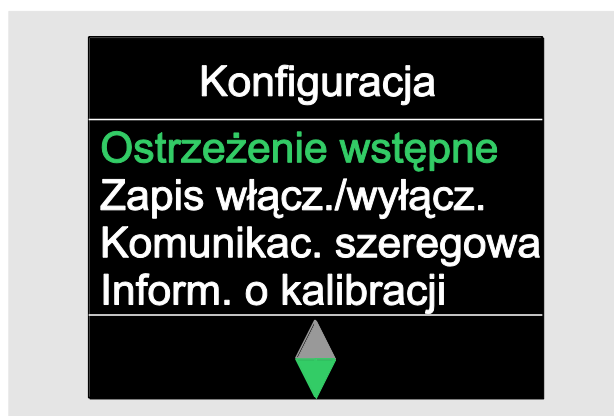 Konfiguracja
Ostrzeżenie wstępne
Zapis włącz./wyłącz.
Komunikac. szeregowa
Inform. o kalibracji